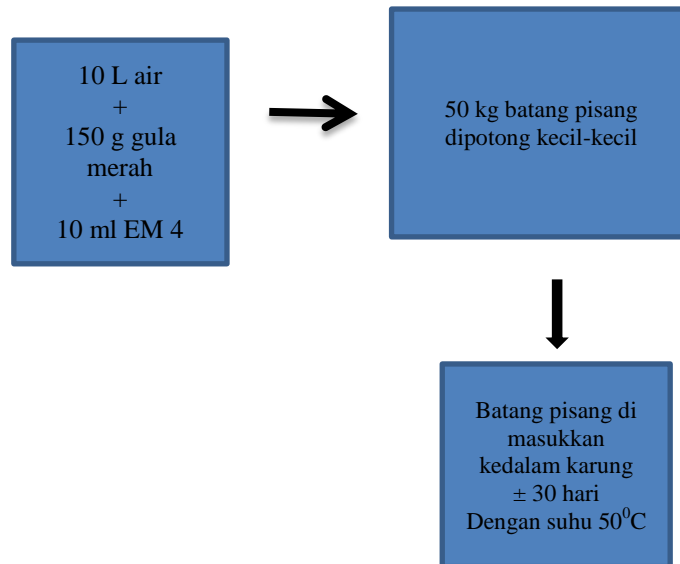 10 L air
+
150 g gula
merah
+
10 ml EM 4
50 kg batang pisang
dipotong kecil-kecil
Batang pisang di
masukkan
kedalam karung
± 30 hari
Dengan suhu 50⁰C